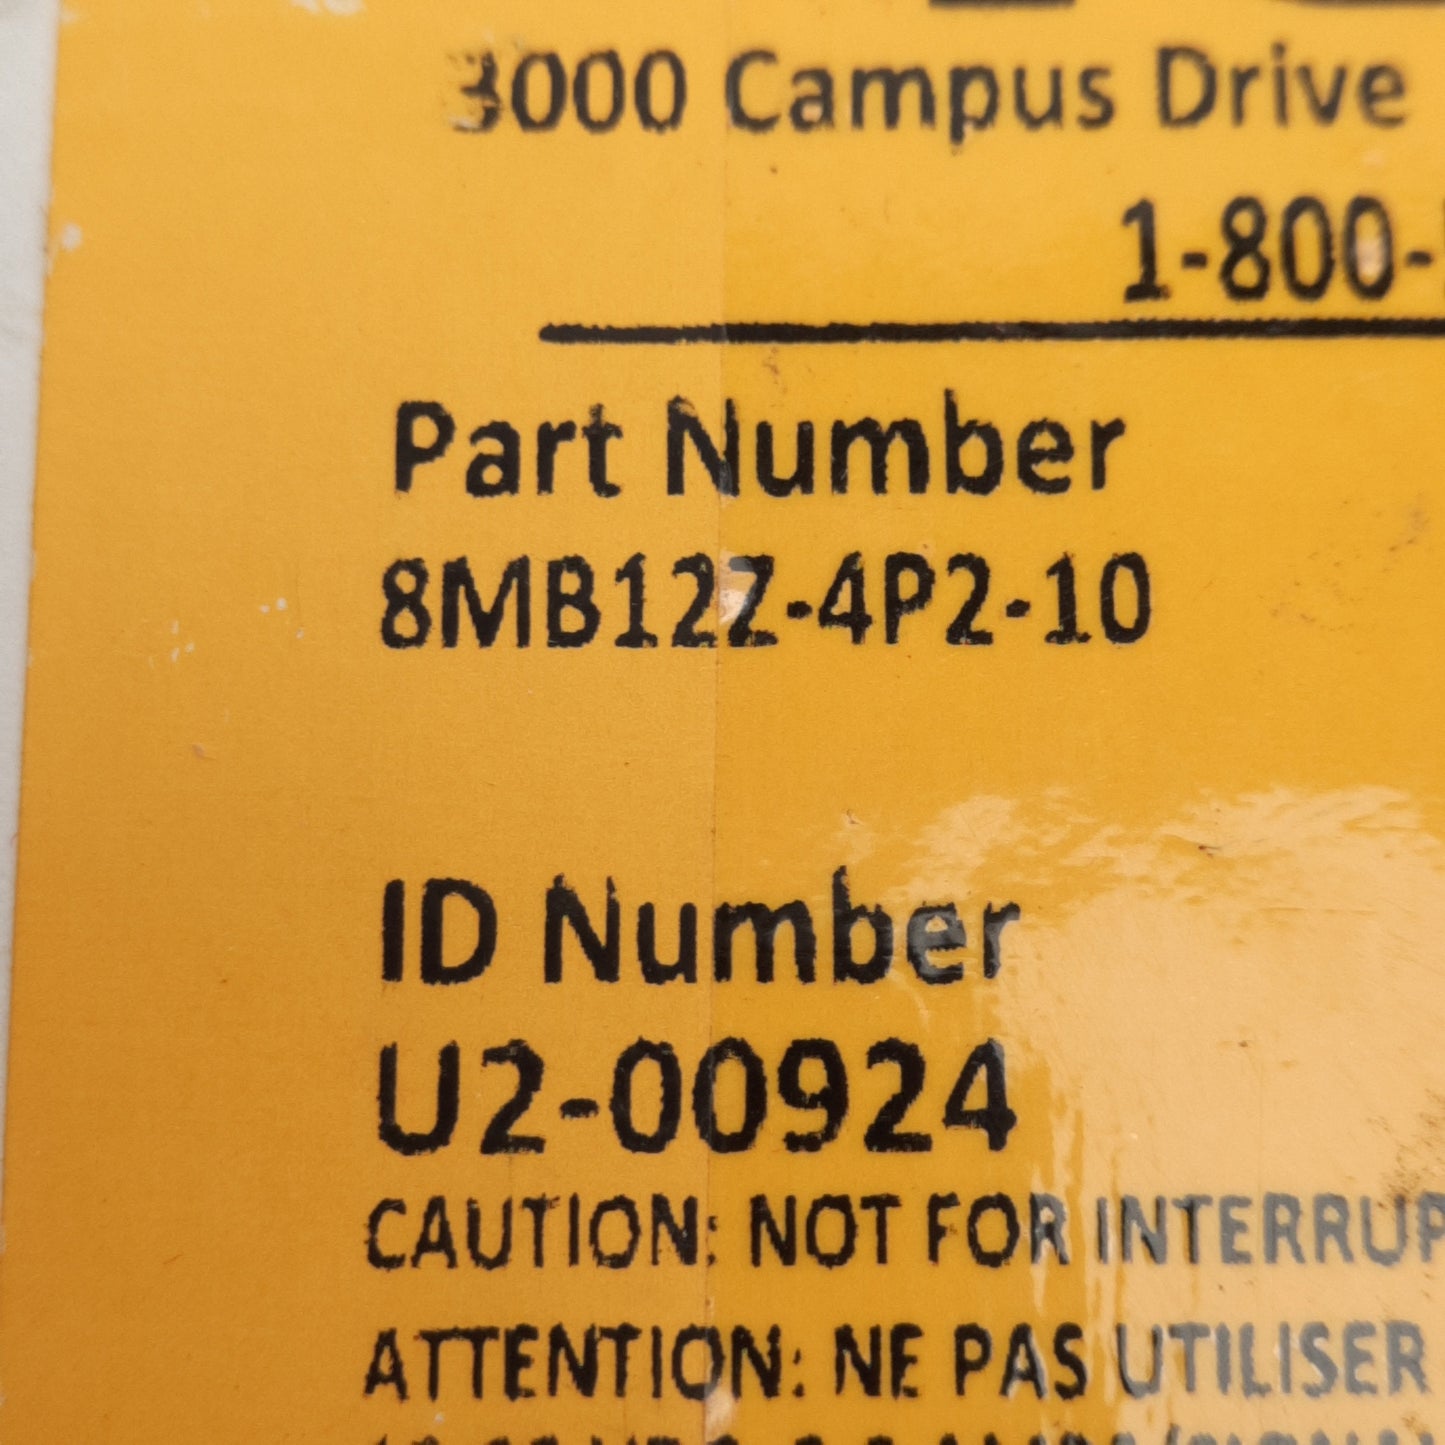 3000 Campus Drive
1-800-
Part Number
8MB12Z-4P2-10
ID Number
U2-00924
CAUTION: NOT FOR INTERRUP
ATTENTION: NE PAS UTILISER